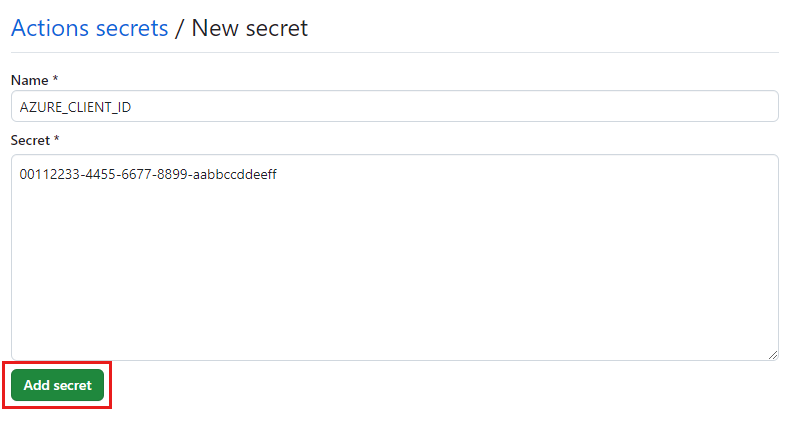 Actions secrets / New secret
Name *
AZURE_CLIENT_ID
Secret *
00112233-4455-6677-8899-aabbccddeeff
Add secret